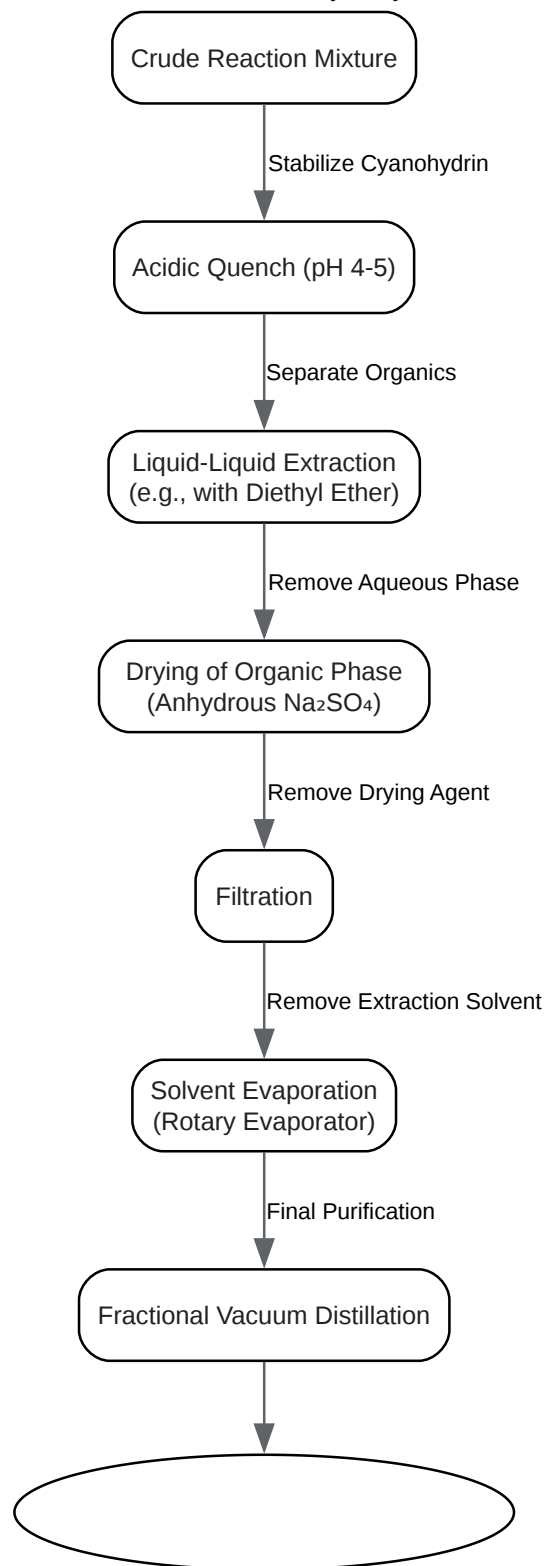 Crude Reaction Mixture
Stabilize Cyanohydrin
Acidic Quench (pH 4-5)
Separate Organics
Liquid-Liquid Extraction
(e.g., with Diethyl Ether)
Remove Aqueous Phase
Drying of Organic Phase
(Anhydrous Na₂SO₄)
Remove Drying Agent
Filtration
Remove Extraction Solvent
Solvent Evaporation
(Rotary Evaporator)
Final Purification
Fractional Vacuum Distillation